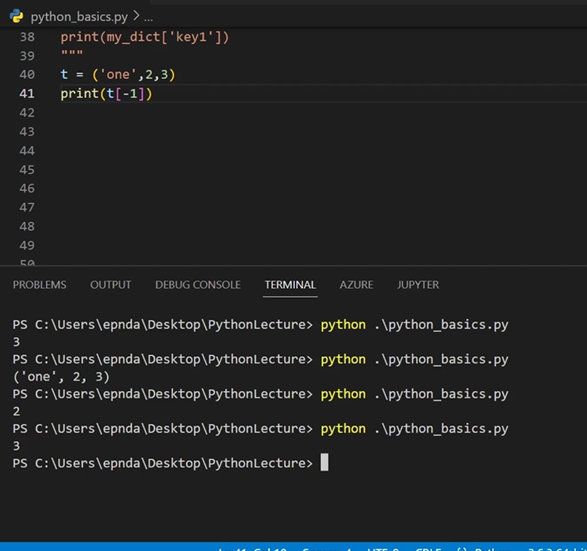 python_basics.py > ...
38 print(my_dict['key1'])
39 """
40 t = ('one',2,3)
41 print(t[-1])
42
43
44
45
46
47
48
49
50
PROBLEMS OUTPUT DEBUG CONSOLE TERMINAL AZURE JUPYTER
PS C:\Users\epnda\Desktop\PythonLecture> python .\python_basics.py
3
PS C:\Users\epnda\Desktop\PythonLecture> python .\python_basics.py
('one', 2, 3)
PS C:\Users\epnda\Desktop\PythonLecture> python .\python_basics.py
2
PS C:\Users\epnda\Desktop\PythonLecture> python .\python_basics.py
3
PS C:\Users\epnda\Desktop\PythonLecture>